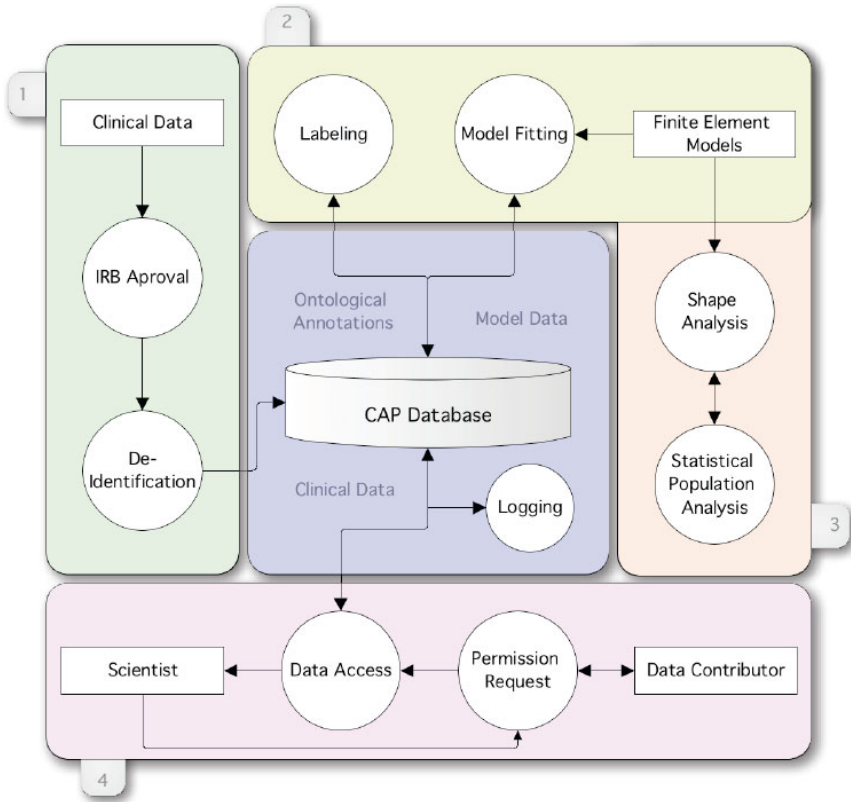 2
1
Clinical Data
Labeling
Model Fitting
Finite Element
Models
IRB Aproval
Ontological
Annotations
Model Data
Shape
Analysis
CAP Database
De-
Identification
Clinical Data
Logging
Statistical
Population
Analysis
3
Scientist
Data Access
Permission
Request
Data Contributor
4